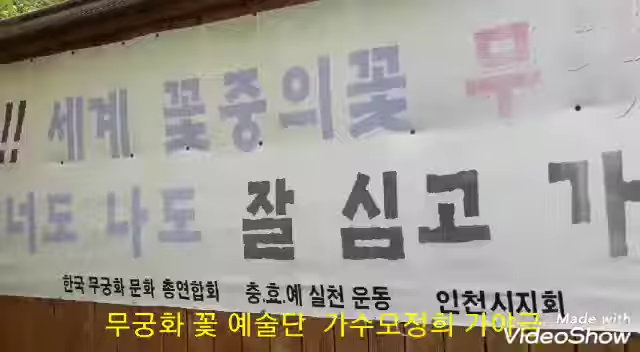 !! 세계 꽃중의꽃 무
너도 나도 잘 심고 가
한국 무궁화 문화 총연합회 충.효.예 실천 운동 인천시지회
무궁화 꽃 예술단 가수모정희 가야금
Made with
VideoShow